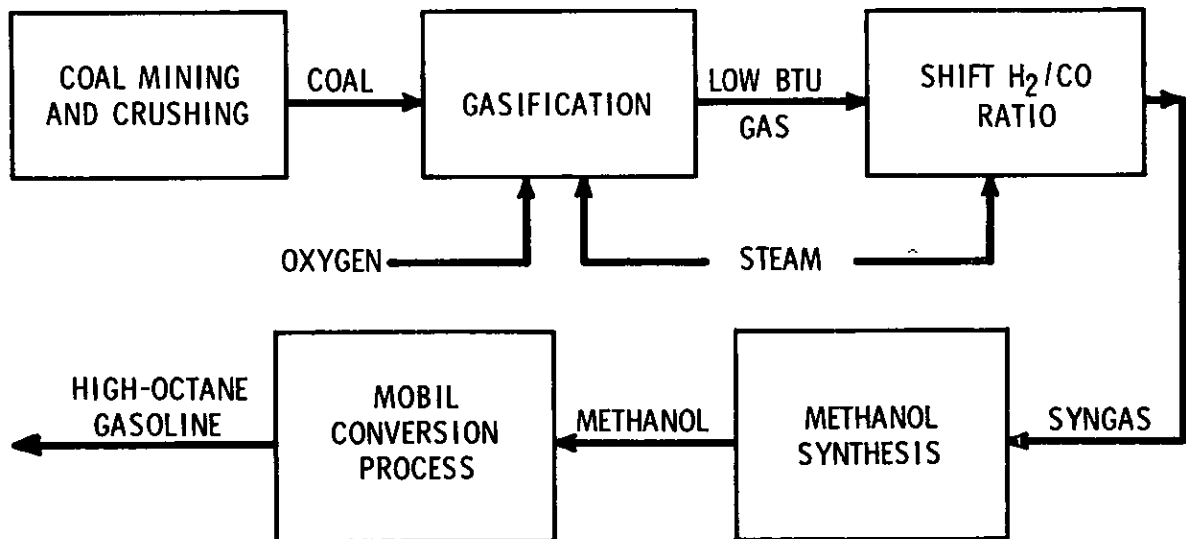 COAL MINING
AND CRUSHING
COAL
GASIFICATION
LOW BTU
GAS
SHIFT H₂/CO
RATIO
OXYGEN
STEAM
HIGH-OCTANE
GASOLINE
MOBIL
CONVERSION
PROCESS
METHANOL
METHANOL
SYNTHESIS
SYNGAS